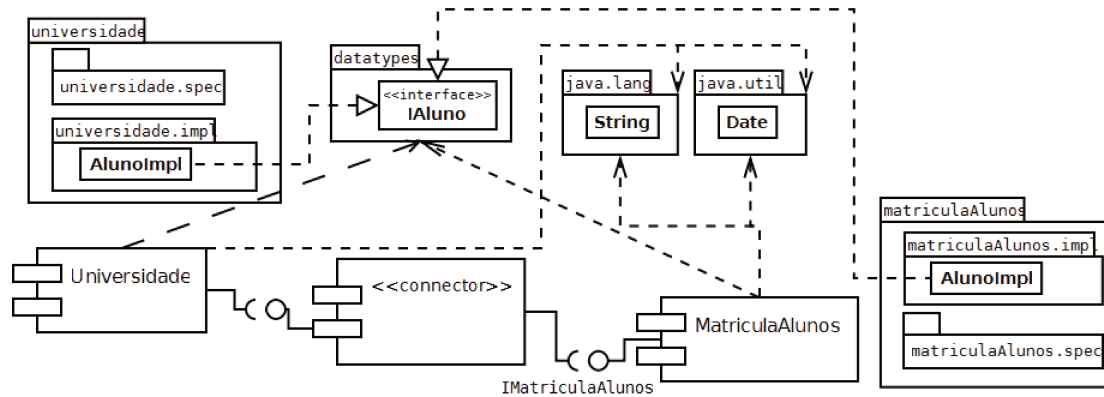 universidade
universidade.spec
universidade.impl
AlunoImpl
datatypes
<<interface>>
IAluno
java.lang
String
java.util
Date
matriculaAlunos
matriculaAlunos.impl
AlunoImpl
matriculaAlunos.spec
Universidade
<<connector>>
MatriculaAlunos
IMatriculaAlunos